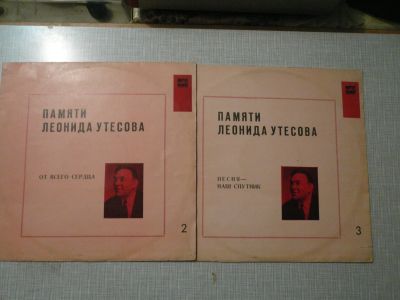 ПАМЯТИ
ЛЕОНИДА УТЕСОВА
ОТ ВСЕГО СЕРДЦА
2
ПАМЯТИ
ЛЕОНИДА УТЕСОВА
ПЕСНЯ—
НАШ СПУТНИК
3